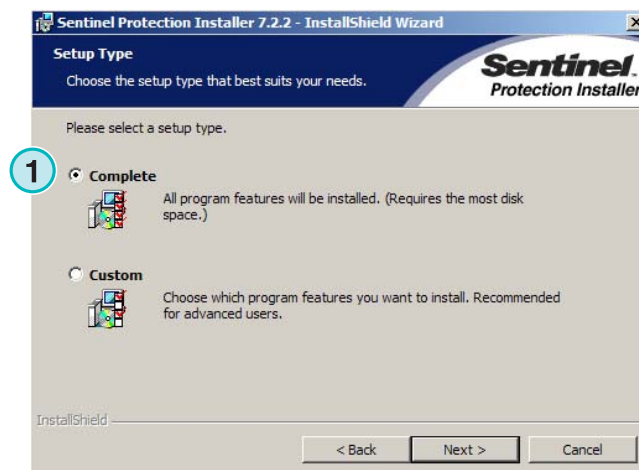 Sentinel Protection Installer 7.2.2 - InstallShield Wizard
Setup Type
Choose the setup type that best suits your needs.
Sentinel.
Protection Installer
Please select a setup type.
1
Complete
All program features will be installed. (Requires the most disk
space.)
Custom
Choose which program features you want to install. Recommended
for advanced users.
InstallShield
< Back Next > Cancel